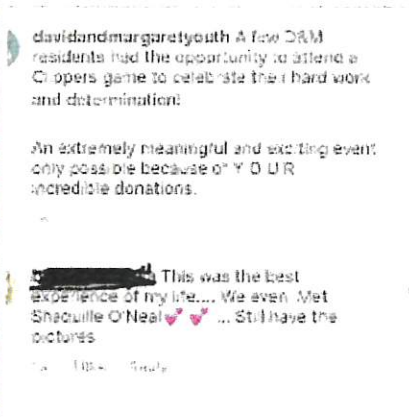 davidandmargaretyouth A few D&M
residents had the opportunity to attend a
Clippers game to celebrate their hard work
and determination!
An extremely meaningful and exciting event
only possible because of Y O U R
incredible donations.
This was the best
experience of my life.... We even Met
Shaquille O'Neal💕 💕 ... Still have the
pictures
Reply